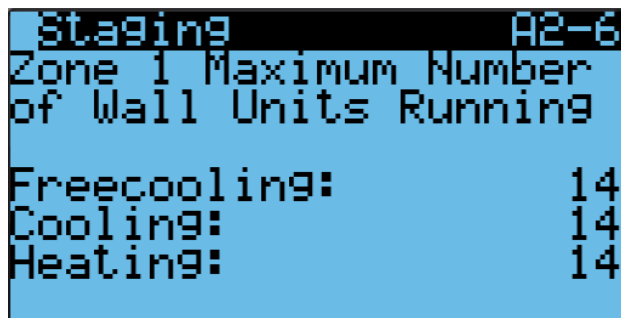 Staging A2-6
Zone 1 Maximum Number
of Wall Units Running
Freecooling: 14
Cooling: 14
Heating: 14